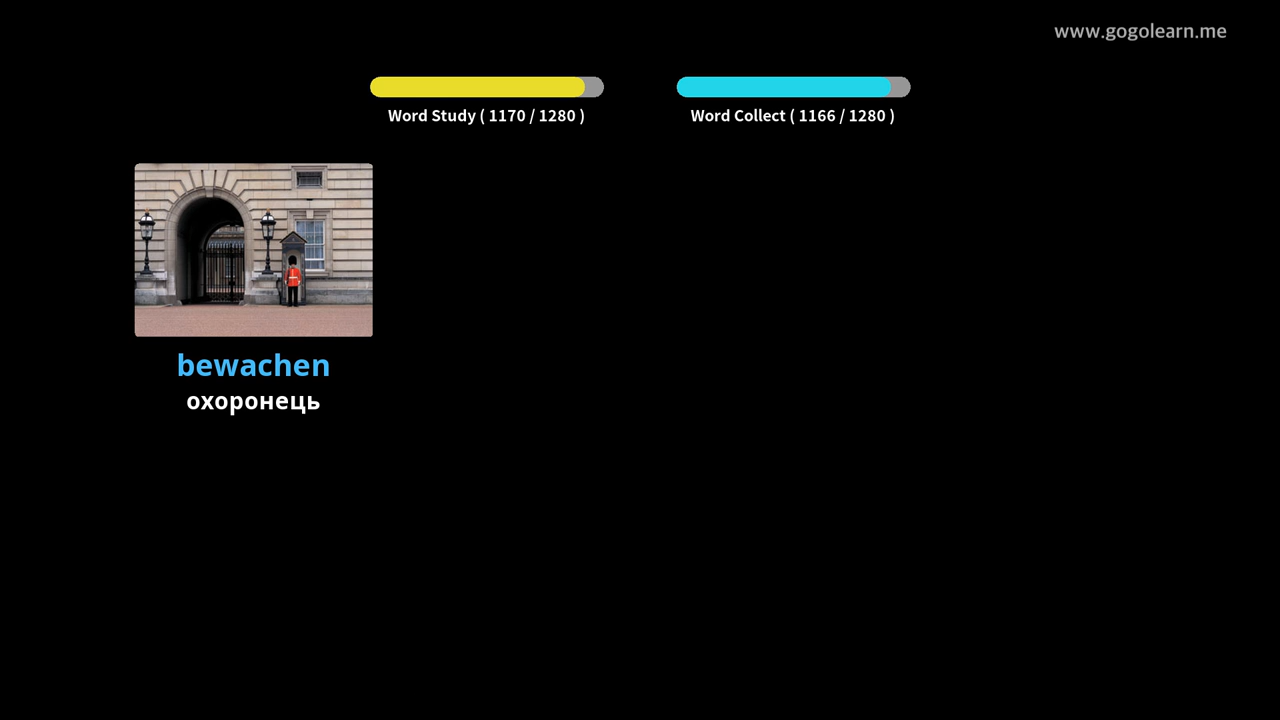 www.gogolearn.me
Word Study ( 1170 / 1280 )
Word Collect ( 1166 / 1280 )
bewachen
охоронець